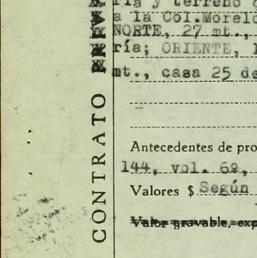 ría y terreno
a la Col.Morelo
NORTE, 27 mt.,
ría; ORIENTE,
mt., casa 25 de
Antecedentes de pro
144, vol. 69,
Valores $ Según
Valor gravable, exp
CONTRATO